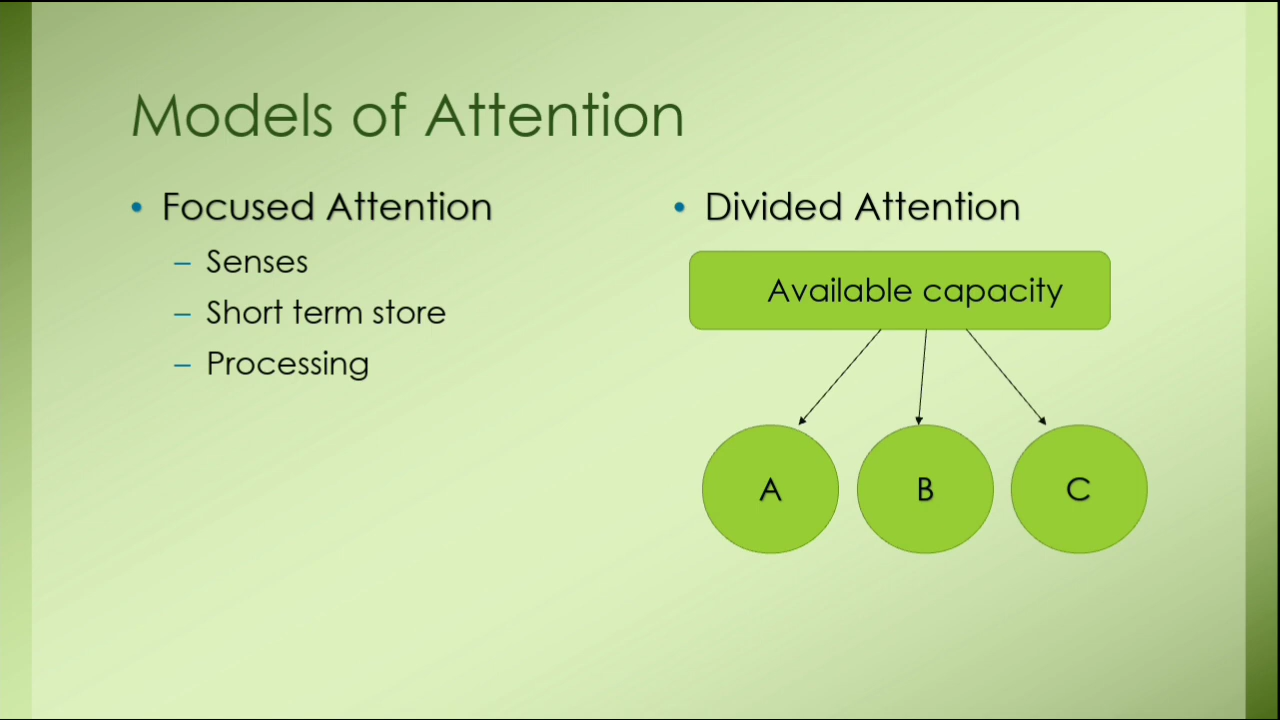 Models of Attention
• Focused Attention
– Senses
– Short term store
– Processing
• Divided Attention
Available capacity
A
B
C